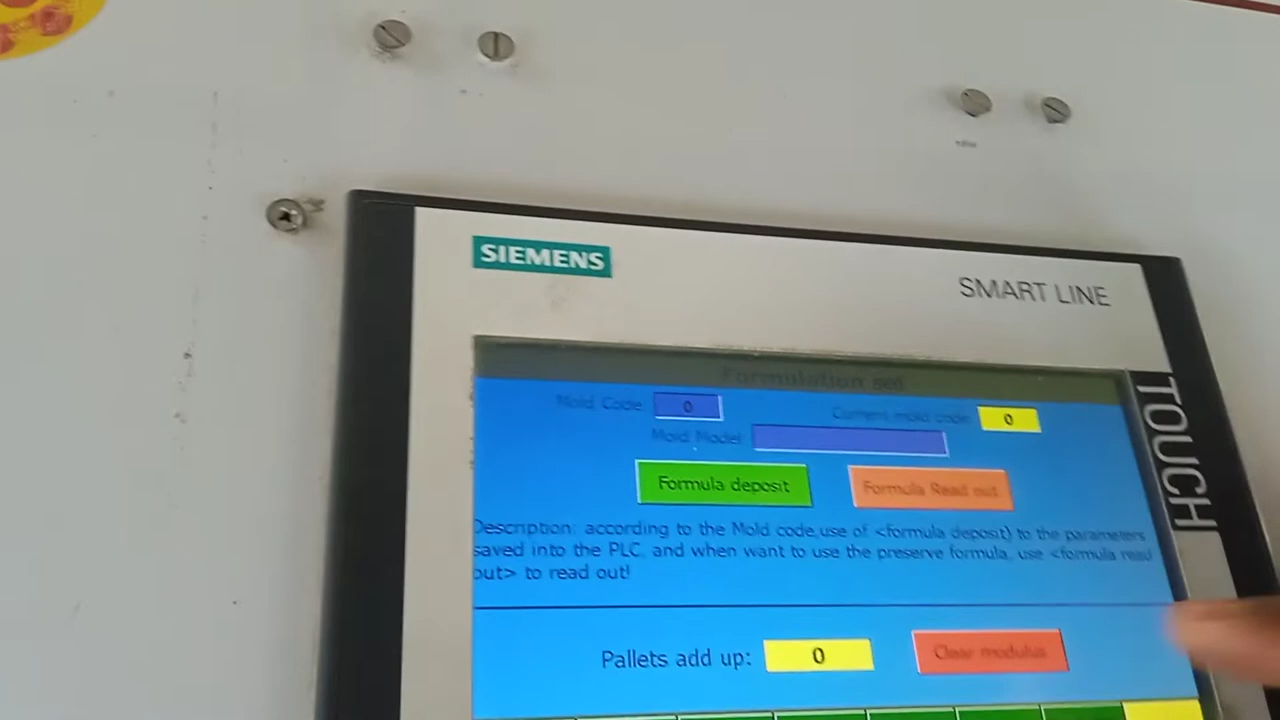 SIEMENS
SMART LINE
TOUCH
Formulation set
Mold Code: 0
Current mold code: 0
Mold Model:
Formula deposit
Formula Read out
Description: according to the Mold code,use of <formula deposit) to the parameters
saved into the PLC, and when want to use the preserve formula, use <formula read
out> to read out!
Pallets add up: 0
Clear modulus